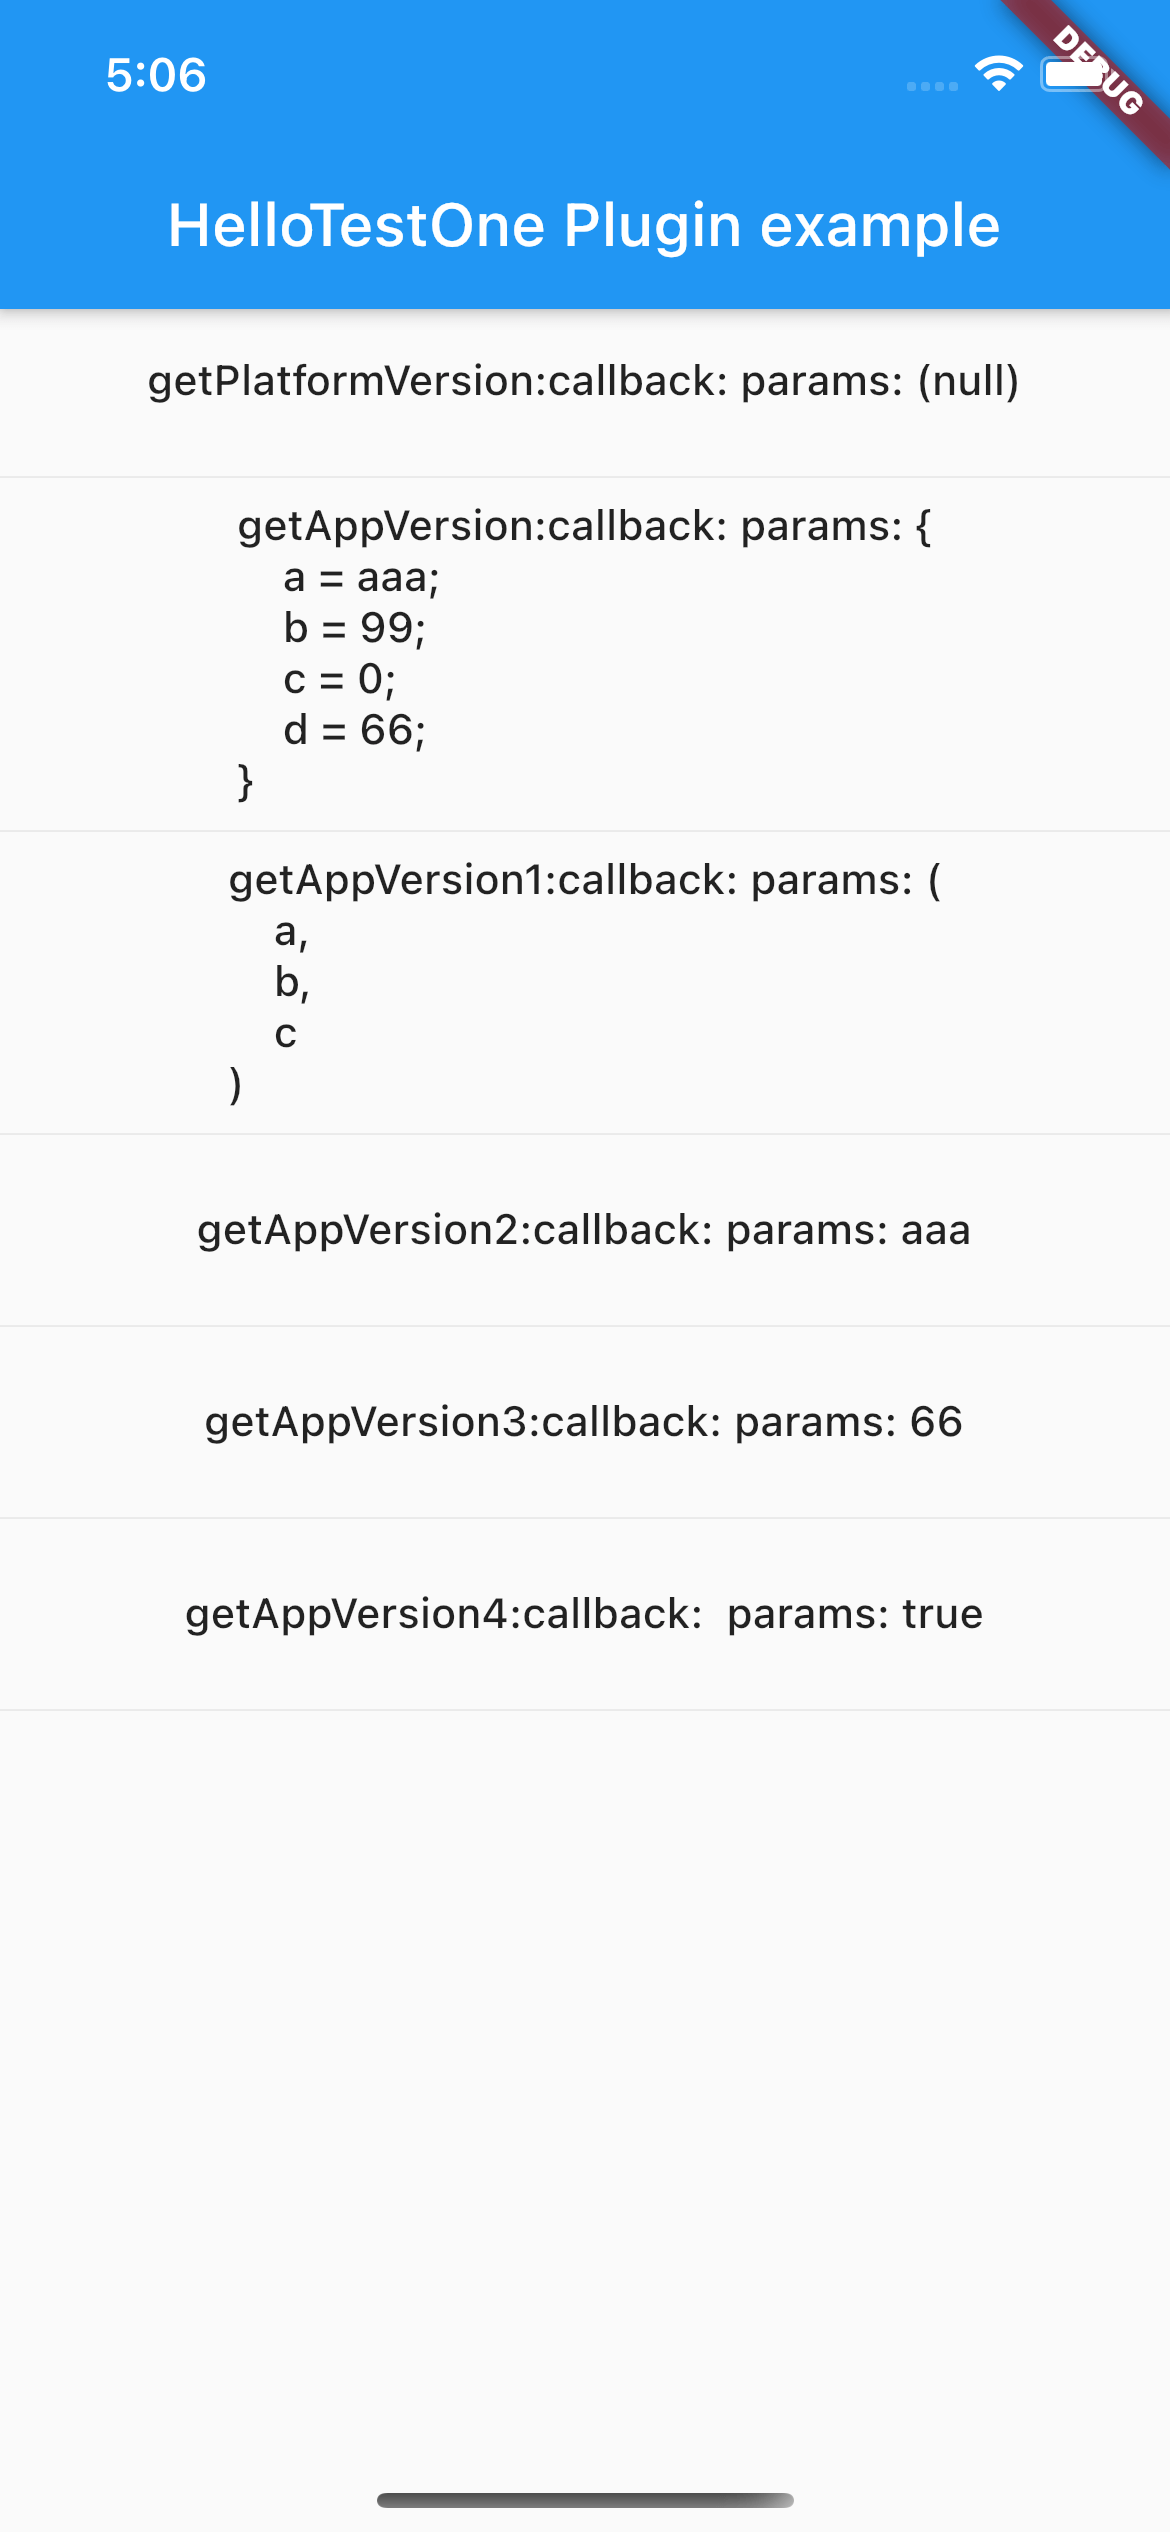 5:06
DEBUG
HelloTestOne Plugin example
getPlatformVersion:callback: params: (null)
getAppVersion:callback: params: {
a = aaa;
b = 99;
c = 0;
d = 66;
}
getAppVersion1:callback: params: (
a,
b,
c
)
getAppVersion2:callback: params: aaa
getAppVersion3:callback: params: 66
getAppVersion4:callback:  params: true